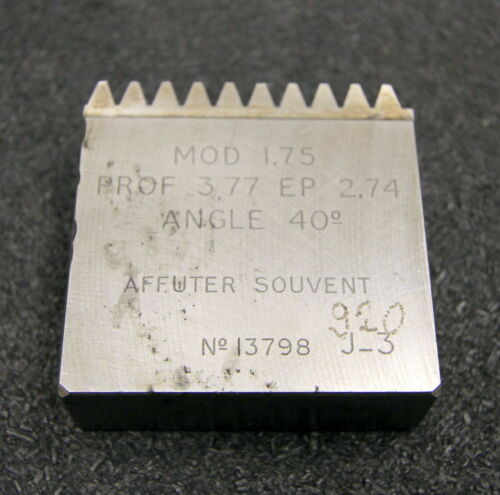 MOD 1.75
PROF 3.77 EP 2.74
ANGLE 40º
AFFUTER SOUVENT
920
Nº 13798 J-3